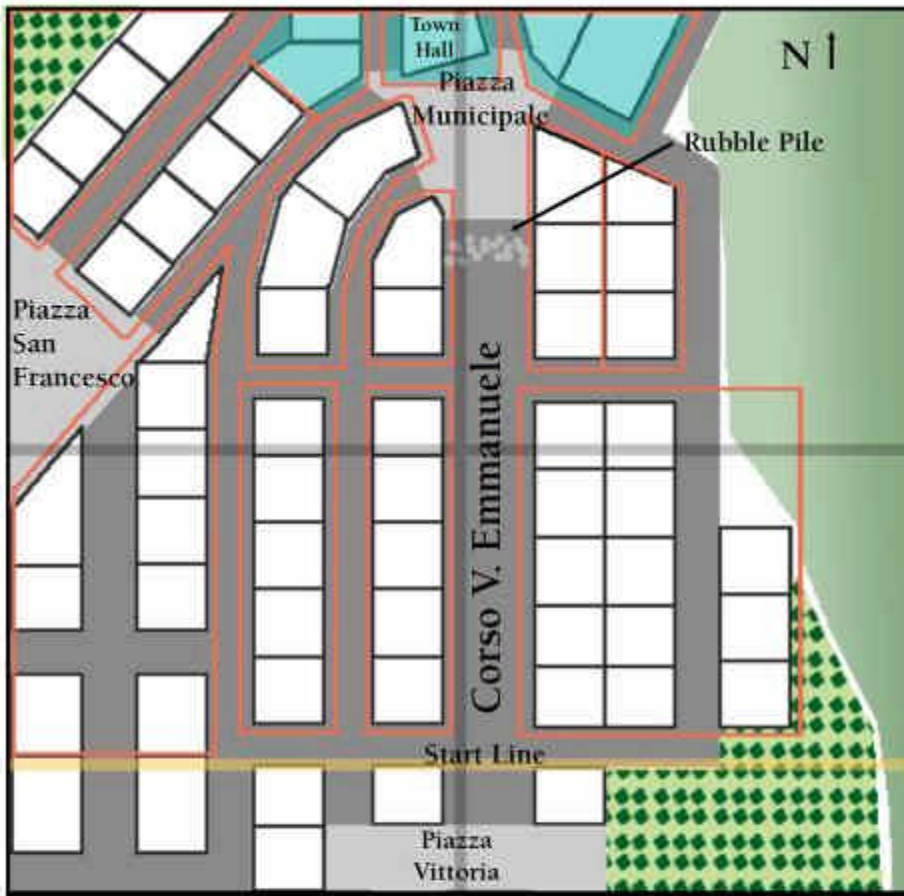 Town
Hall
N
Piazza
Municipale
Rubble Pile
Piazza
San
Francesco
Corso V. Emmanuele
Start Line
Piazza
Vittoria